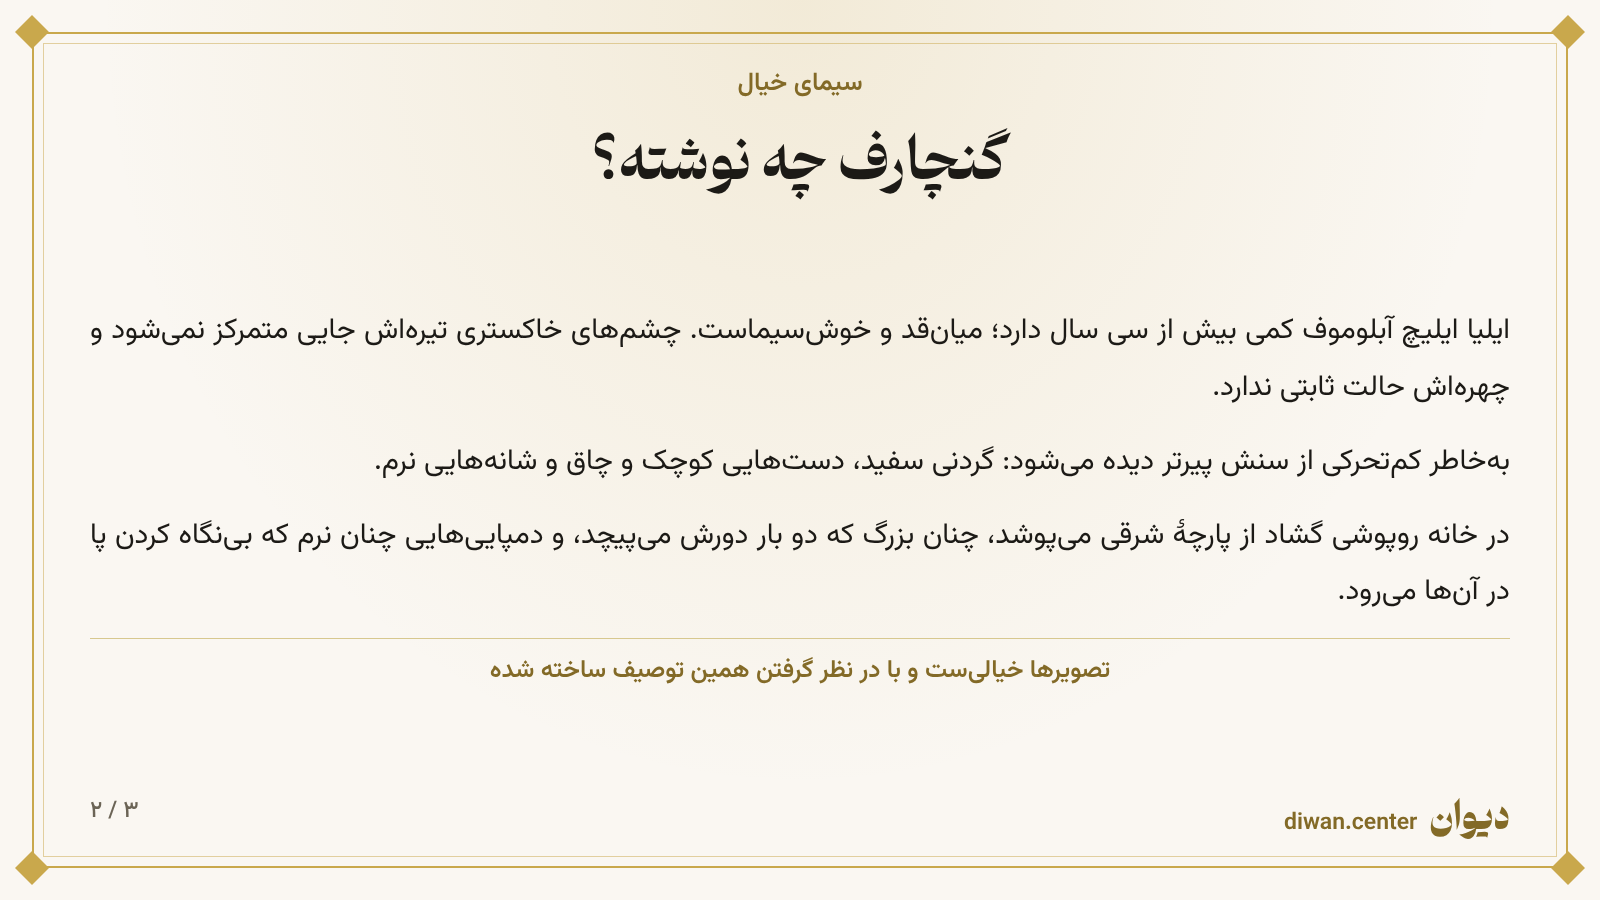 سیمای خیال
گنچارف چه نوشته؟
ایلیا ایلیچ آبلوموف کمی بیش از سی سال دارد؛ میان‌قد و خوش‌سیماست. چشم‌های خاکستری تیره‌اش جایی متمرکز نمی‌شود و
چهره‌اش حالت ثابتی ندارد.
به‌خاطر کم‌تحرکی از سنش پیرتر دیده می‌شود: گردنی سفید، دست‌هایی کوچک و چاق و شانه‌هایی نرم.
در خانه روپوشی گشاد از پارچهٔ شرقی می‌پوشد، چنان بزرگ که دو بار دورش می‌پیچد، و دمپایی‌هایی چنان نرم که بی‌نگاه کردن پا
در آن‌ها می‌رود.
تصویرها خیالی‌ست و با در نظر گرفتن همین توصیف ساخته شده
دیوان diwan.center
۲ / ۳